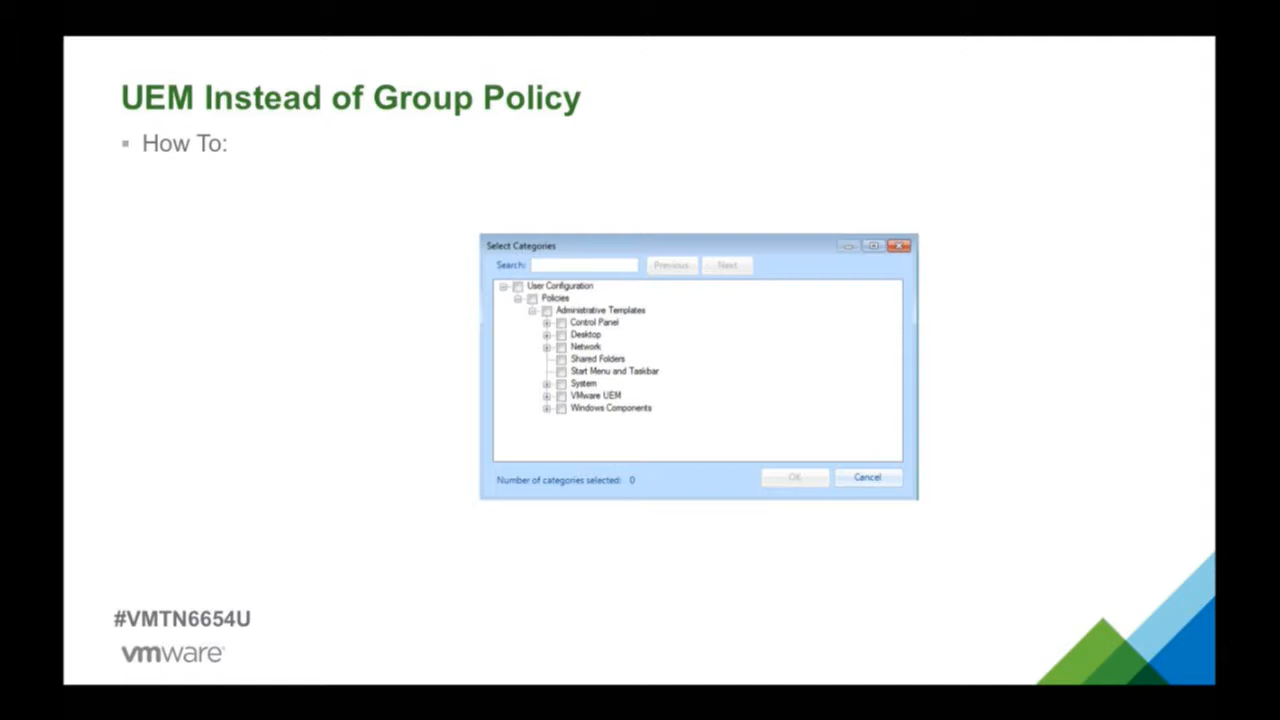 UEM Instead of Group Policy
▪ How To:
Select Categories
Search: Previous Next
User Configuration
Policies
Administrative Templates
Control Panel
Desktop
Network
Shared Folders
Start Menu and Taskbar
System
VMware UEM
Windows Components
Number of categories selected: 0 OK Cancel
#VMTN6654U
vmware